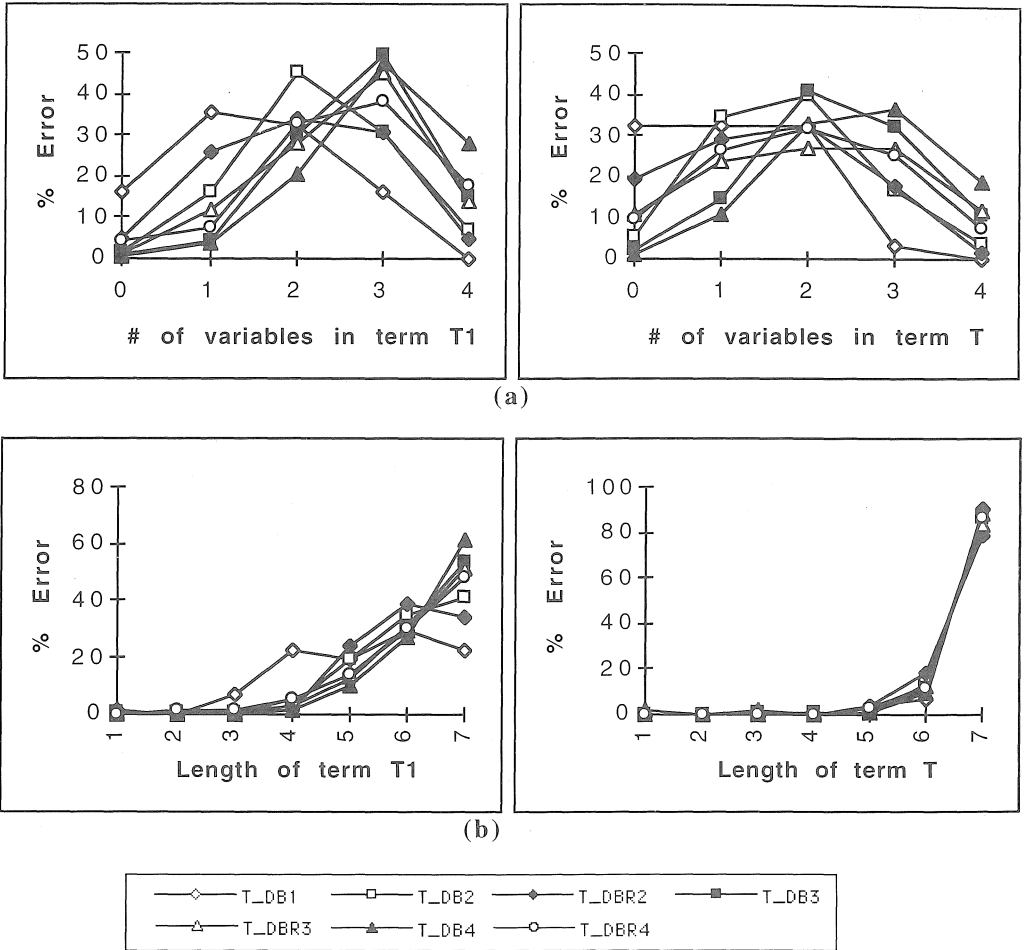 50
40
30
20
10
0
% Error
0 1 2 3 4
# of variables in term T1
50
40
30
20
10
0
% Error
0 1 2 3 4
# of variables in term T
(a)
80
60
40
20
0
% Error
1 2 3 4 5 6 7
Length of term T1
100
80
60
40
20
0
% Error
1 2 3 4 5 6 7
Length of term T
(b)
T_DB1 T_DB2 T_DBR2 T_DB3
T_DBR3 T_DB4 T_DBR4